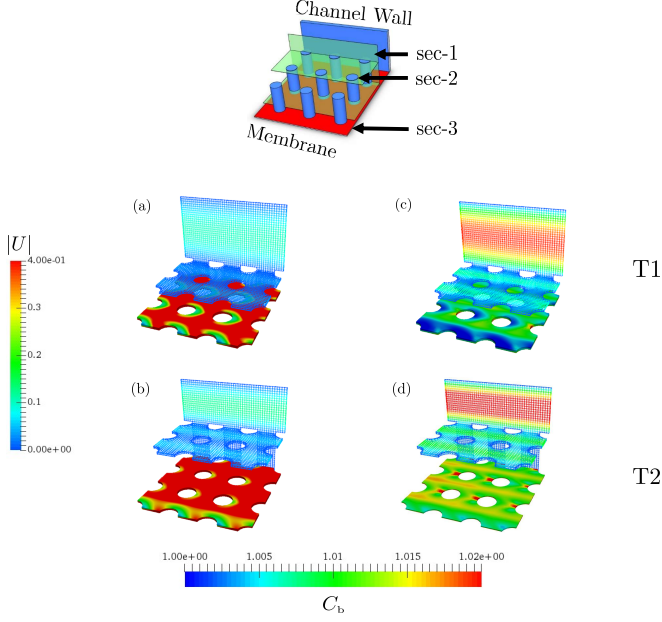 Channel Wall
sec-1
sec-2
sec-3
Membrane
(a)
(c)
|U|
4.00e-01
0.3
0.2
0.1
0.00e+00
T1
(b)
(d)
T2
1.00e+00 1.005 1.01 1.015 1.02e+00
C_b